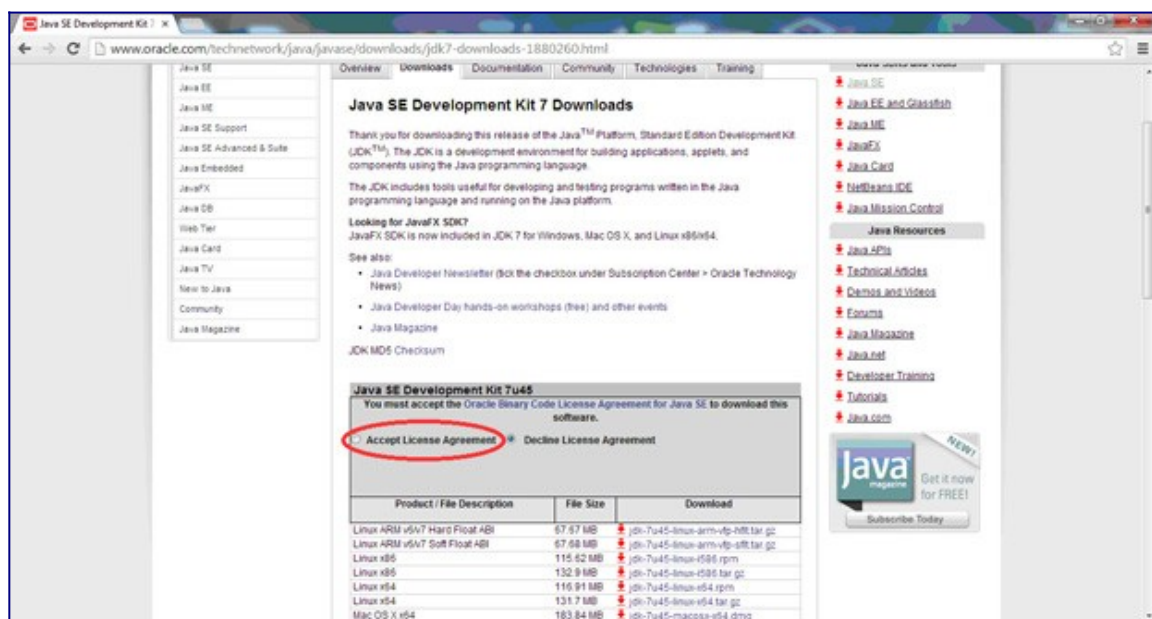 Java SE Development Kit 7
www.oracle.com/technetwork/java/javase/downloads/jdk7-downloads-1880260.html
Java SE
Java EE
Java ME
Java SE Support
Java SE Advanced & Suite
Java Embedded
JavaFX
Java DB
Web Tier
Java Card
Java TV
New to Java
Community
Java Magazine
Overview Downloads Documentation Community Technologies Training
Java SE Development Kit 7 Downloads
Thank you for downloading this release of the Java™ Platform, Standard Edition Development Kit
(JDK™). The JDK is a development environment for building applications, applets, and
components using the Java programming language.
The JDK includes tools useful for developing and testing programs written in the Java
programming language and running on the Java platform.
Looking for JavaFX SDK?
JavaFX SDK is now included in JDK 7 for Windows, Mac OS X, and Linux x86/x64.
See also:
• Java Developer Newsletter (tick the checkbox under Subscription Center > Oracle Technology
News)
• Java Developer Day hands-on workshops (free) and other events
• Java Magazine
JDK MD5 Checksum
Java SE Development Kit 7u45
You must accept the Oracle Binary Code License Agreement for Java SE to download this
software.
Accept License Agreement Decline License Agreement
Product / File Description File Size Download
Linux ARM v6/v7 Hard Float ABI 67.67 MB jdk-7u45-linux-arm-vfp-hflt.tar.gz
Linux ARM v6/v7 Soft Float ABI 67.68 MB jdk-7u45-linux-arm-vfp-sflt.tar.gz
Linux x86 115.62 MB jdk-7u45-linux-i586.rpm
Linux x86 132.9 MB jdk-7u45-linux-i586.tar.gz
Linux x64 116.91 MB jdk-7u45-linux-x64.rpm
Linux x64 131.7 MB jdk-7u45-linux-x64.tar.gz
Mac OS X x64 183.84 MB jdk-7u45-macosx-x64.dmg
Java SE
Java EE and Glassfish
Java ME
JavaFX
Java Card
NetBeans IDE
Java Mission Control
Java Resources
Java APIs
Technical Articles
Demos and Videos
Forums
Java Magazine
Java.net
Developer Training
Tutorials
Java.com
NEW!
Java
magazine
Get it now
for FREE!
Subscribe Today